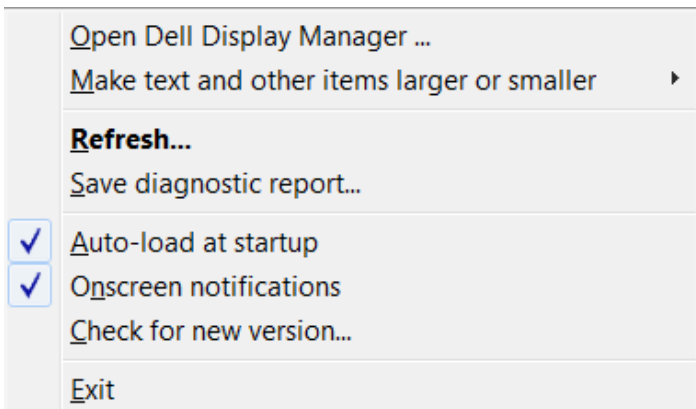 Open Dell Display Manager ...
Make text and other items larger or smaller
Refresh...
Save diagnostic report...
Auto-load at startup
Onscreen notifications
Check for new version...
Exit